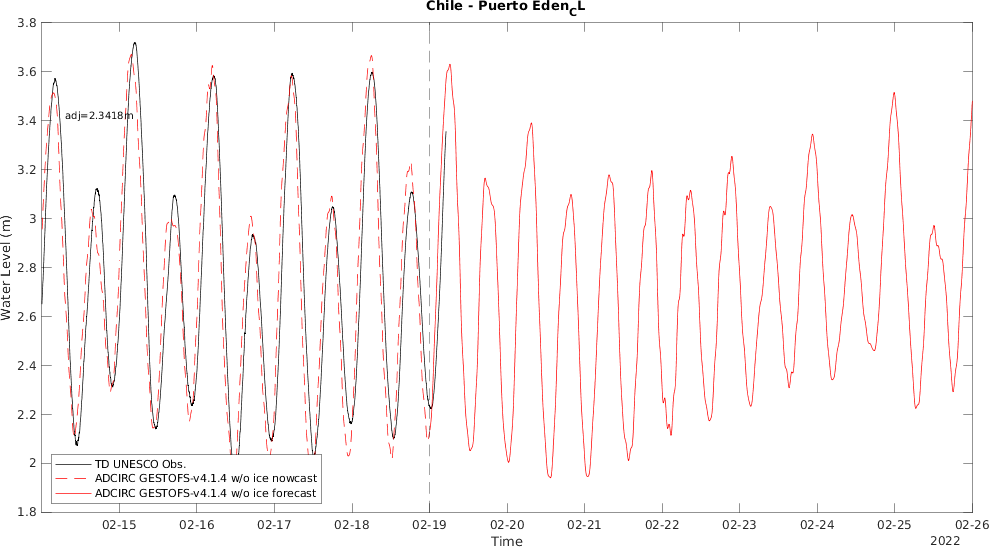 Chile - Puerto Eden_CL
3.8
3.6
3.4
3.2
3
2.8
2.6
2.4
2.2
2
1.8
Water Level (m)
adj=2.3418m
TD UNESCO Obs.
ADCIRC GESTOFS-v4.1.4 w/o ice nowcast
ADCIRC GESTOFS-v4.1.4 w/o ice forecast
02-15 02-16 02-17 02-18 02-19 02-20 02-21 02-22 02-23 02-24 02-25 02-26
Time
2022